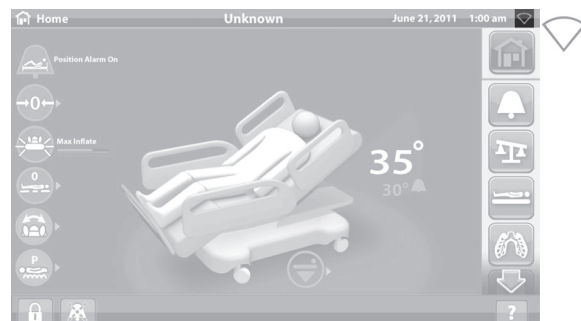 Home Unknown June 21, 2011 1:00 am
Position Alarm On
0
Max Inflate
35°
30°
0
P
?